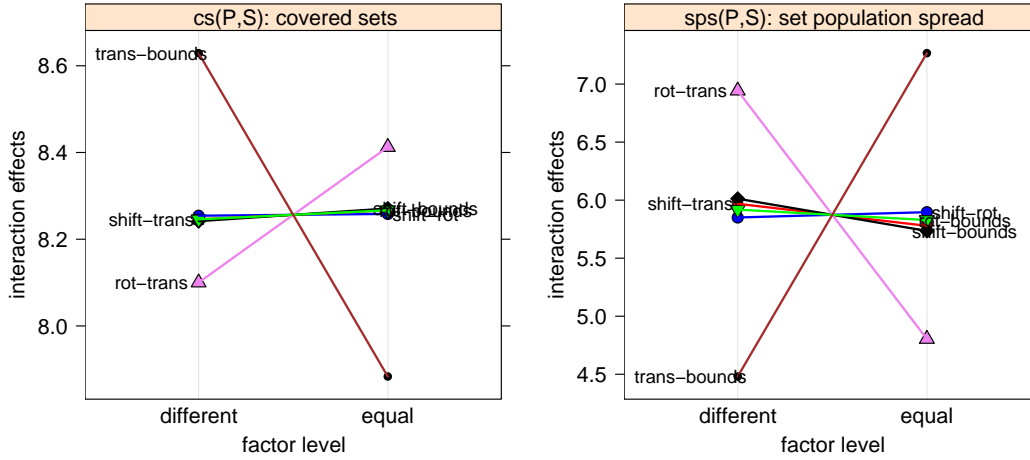 cs(P,S): covered sets
trans−bounds
8.6
8.4
8.2
8.0
shift−trans
shift−bounds
shift−rot
rot−trans
interaction effects
different
equal
factor level
sps(P,S): set population spread
rot−trans
7.0
6.5
6.0
5.5
5.0
4.5
shift−trans
shift−rot
rot−bounds
shift−bounds
trans−bounds
interaction effects
different
equal
factor level